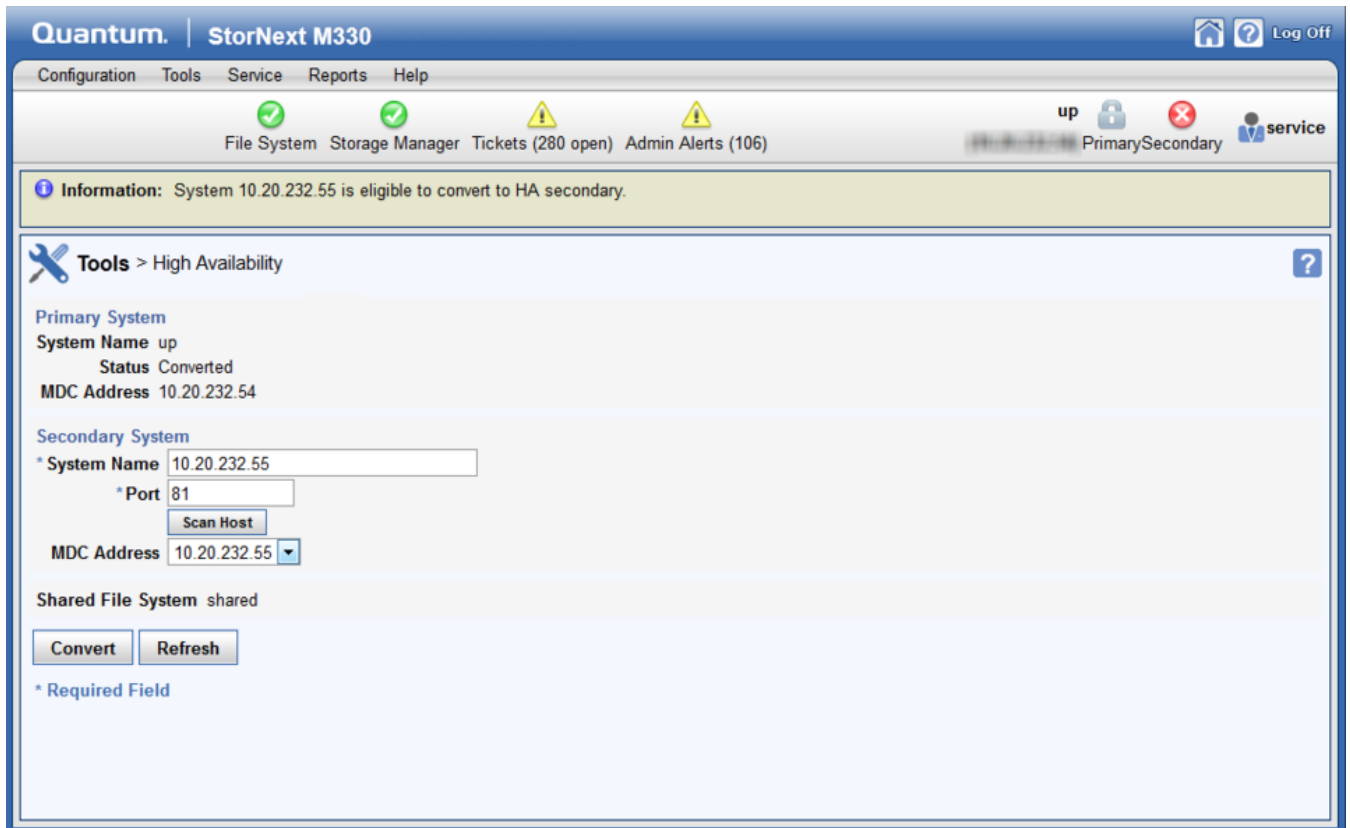 Quantum. | StorNext M330
Log Off
Configuration Tools Service Reports Help
File System Storage Manager Tickets (280 open) Admin Alerts (106)
up
Primary Secondary
service
Information: System 10.20.232.55 is eligible to convert to HA secondary.
Tools > High Availability
?
Primary System
System Name up
Status Converted
MDC Address 10.20.232.54
Secondary System
* System Name 10.20.232.55
* Port 81
Scan Host
MDC Address 10.20.232.55
Shared File System shared
Convert Refresh
* Required Field